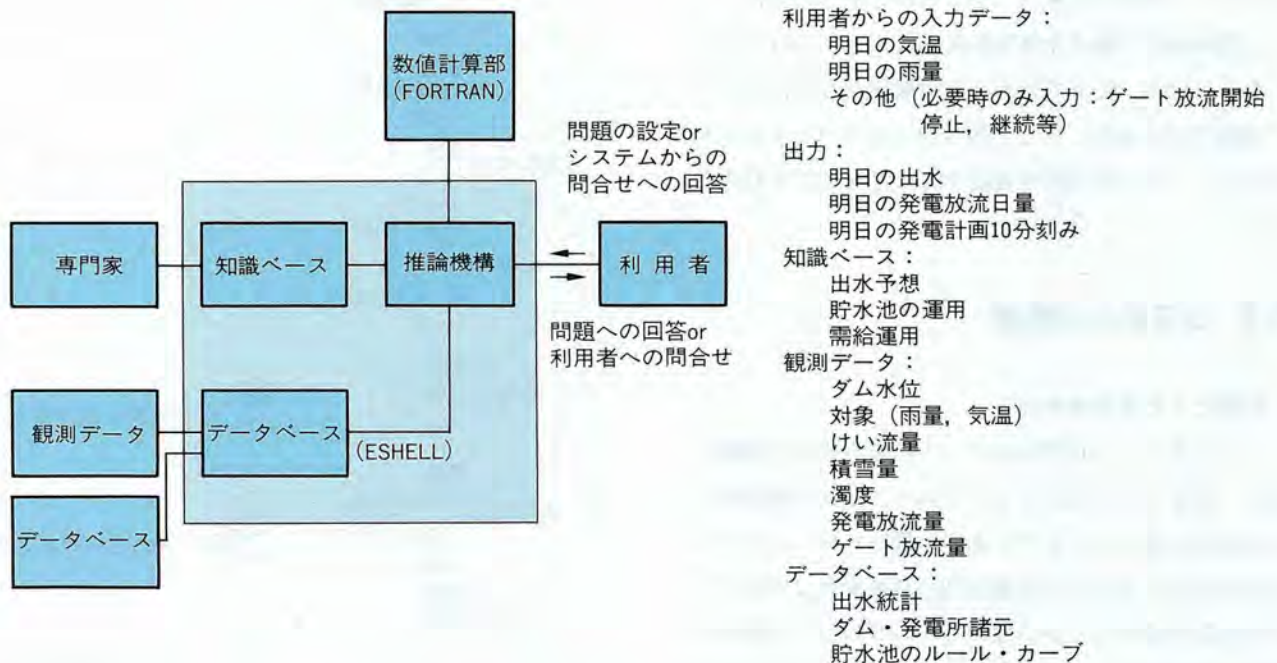 数値計算部
(FORTRAN)
問題の設定or
システムからの
問合せへの回答
専門家
知識ベース
推論機構
利用者
問題への回答or
利用者への問合せ
観測データ
データベース
(ESHELL)
データベース
利用者からの入力データ：
明日の気温
明日の雨量
その他（必要時のみ入力：ゲート放流開始
停止，継続等）
出力：
明日の出水
明日の発電放流日量
明日の発電計画10分刻み
知識ベース：
出水予想
貯水池の運用
需給運用
観測データ：
ダム水位
対象（雨量，気温）
けい流量
積雪量
濁度
発電放流量
ゲート放流量
データベース：
出水統計
ダム・発電所諸元
貯水池のルール・カーブ